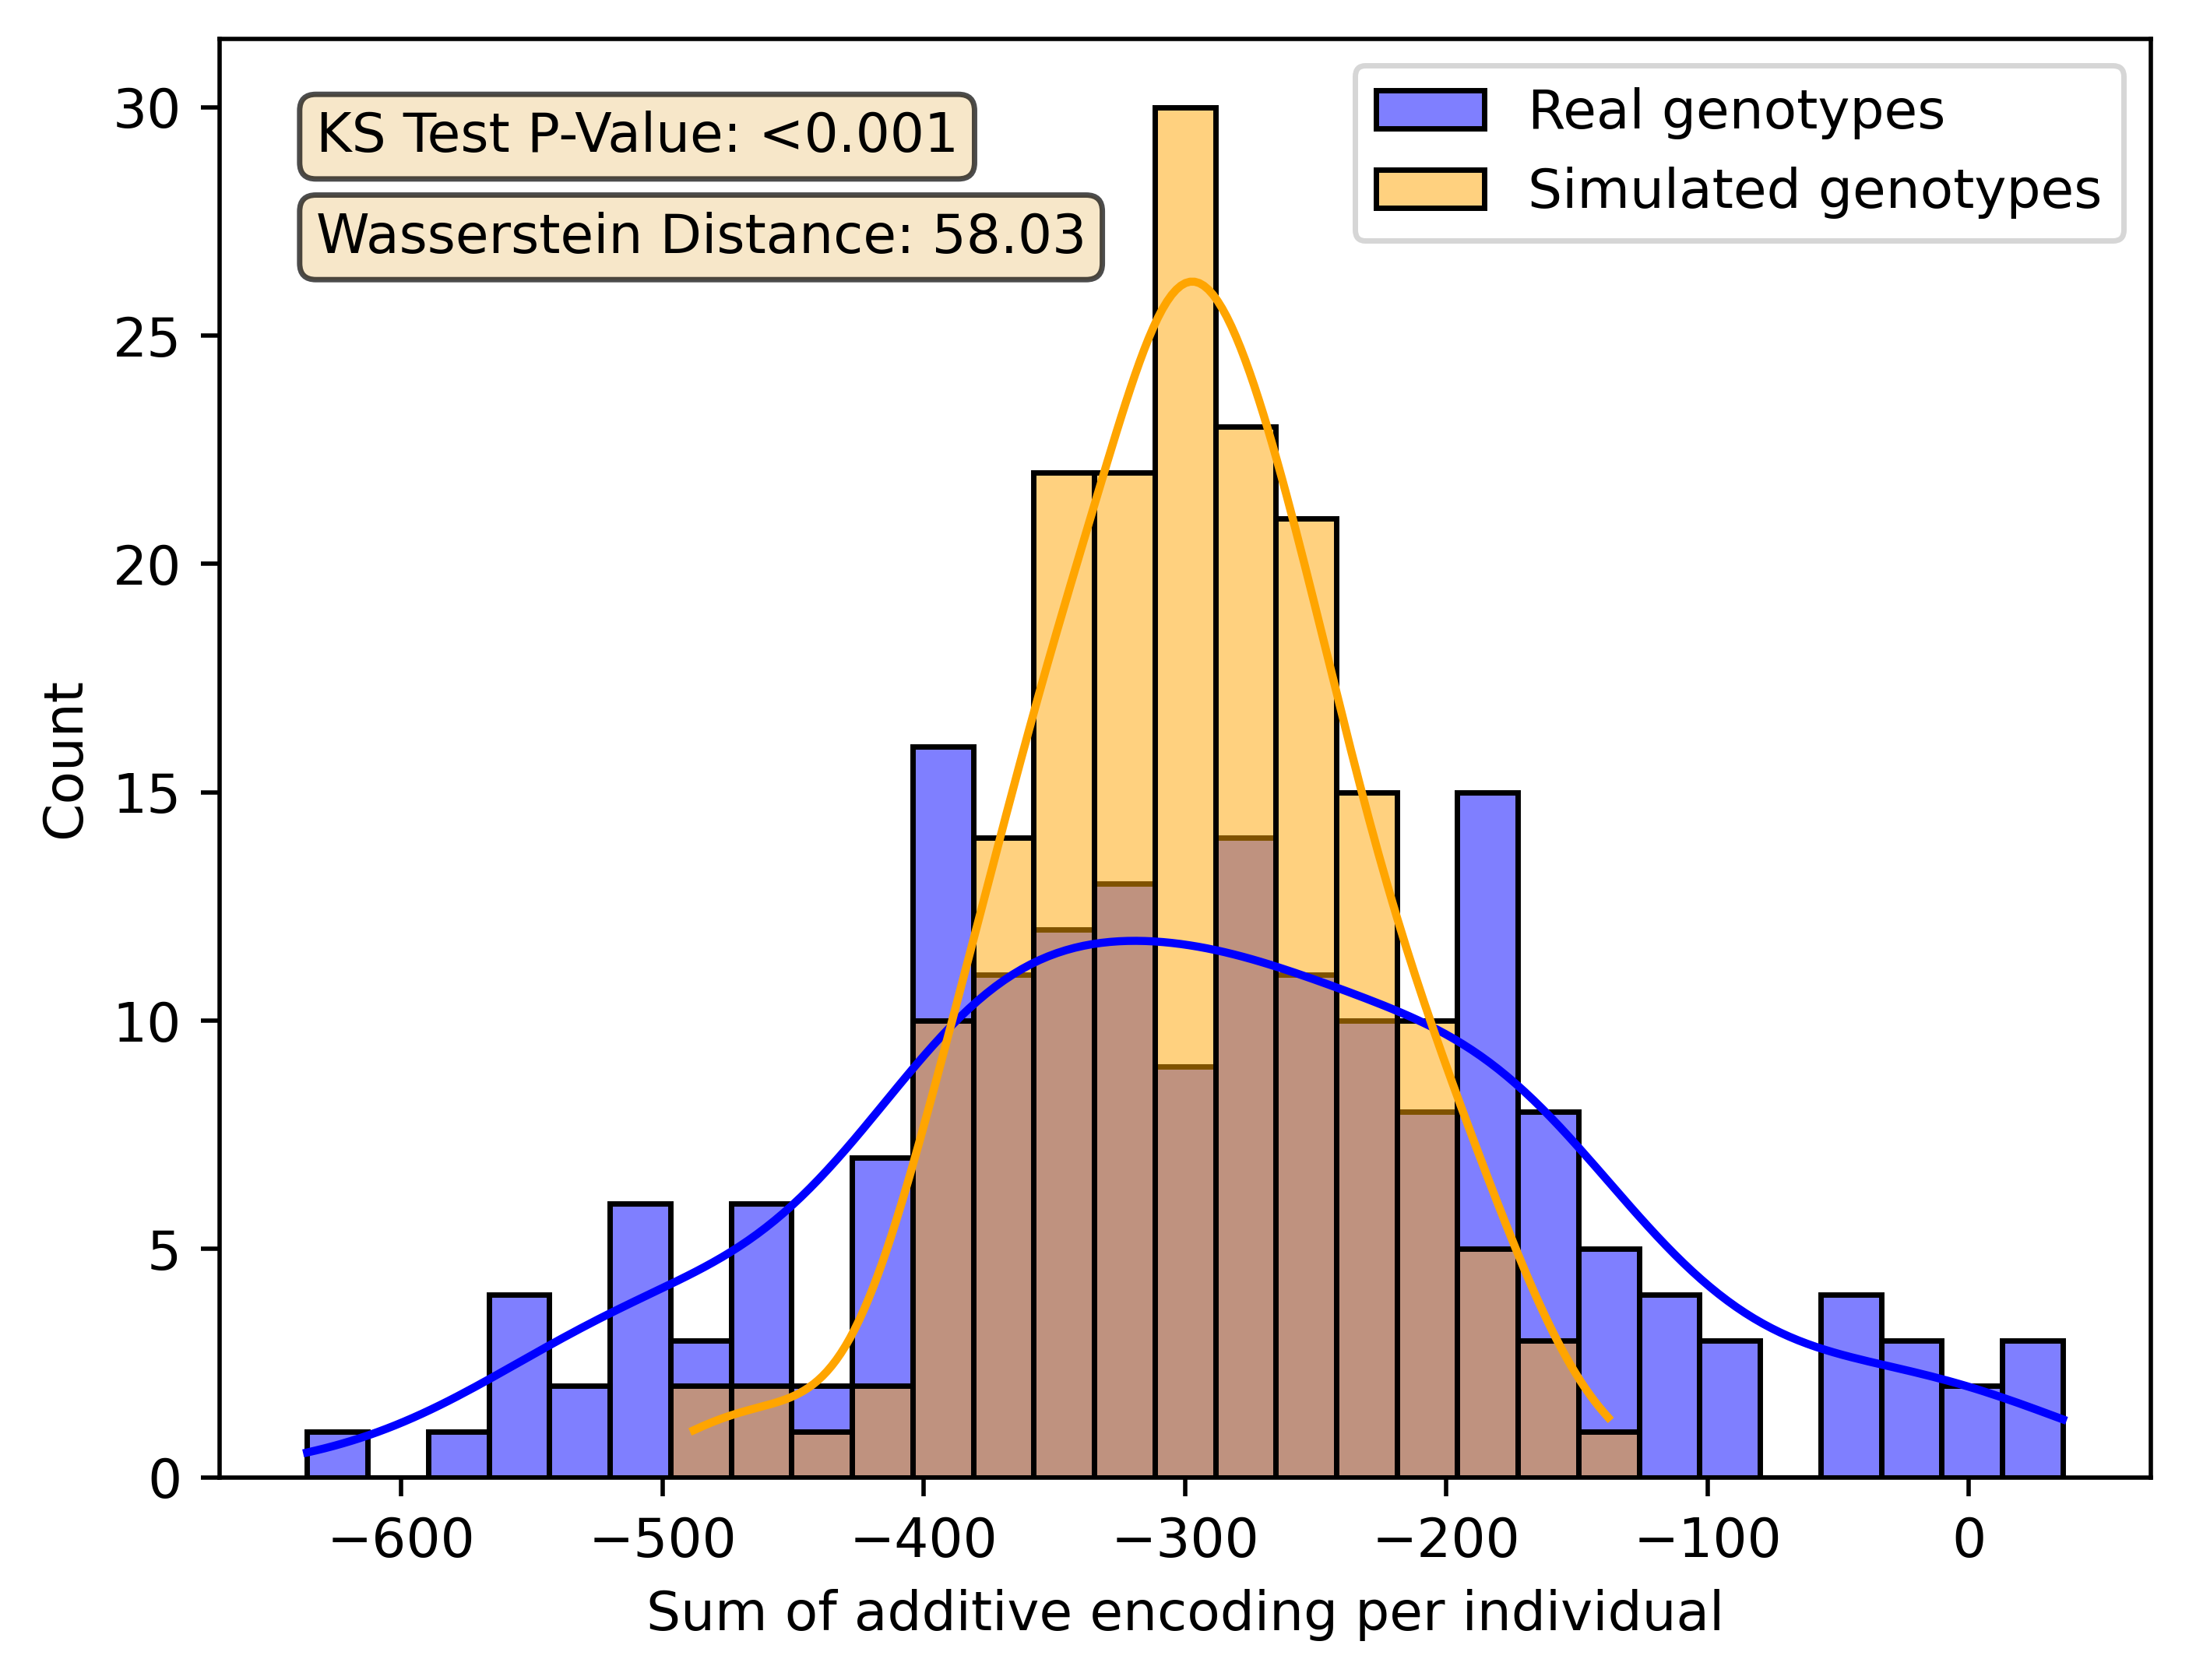 KS Test P-Value: <0.001
Wasserstein Distance: 58.03
Real genotypes
Simulated genotypes
30
25
20
15
10
5
0
Count
−600
−500
−400
−300
−200
−100
0
Sum of additive encoding per individual